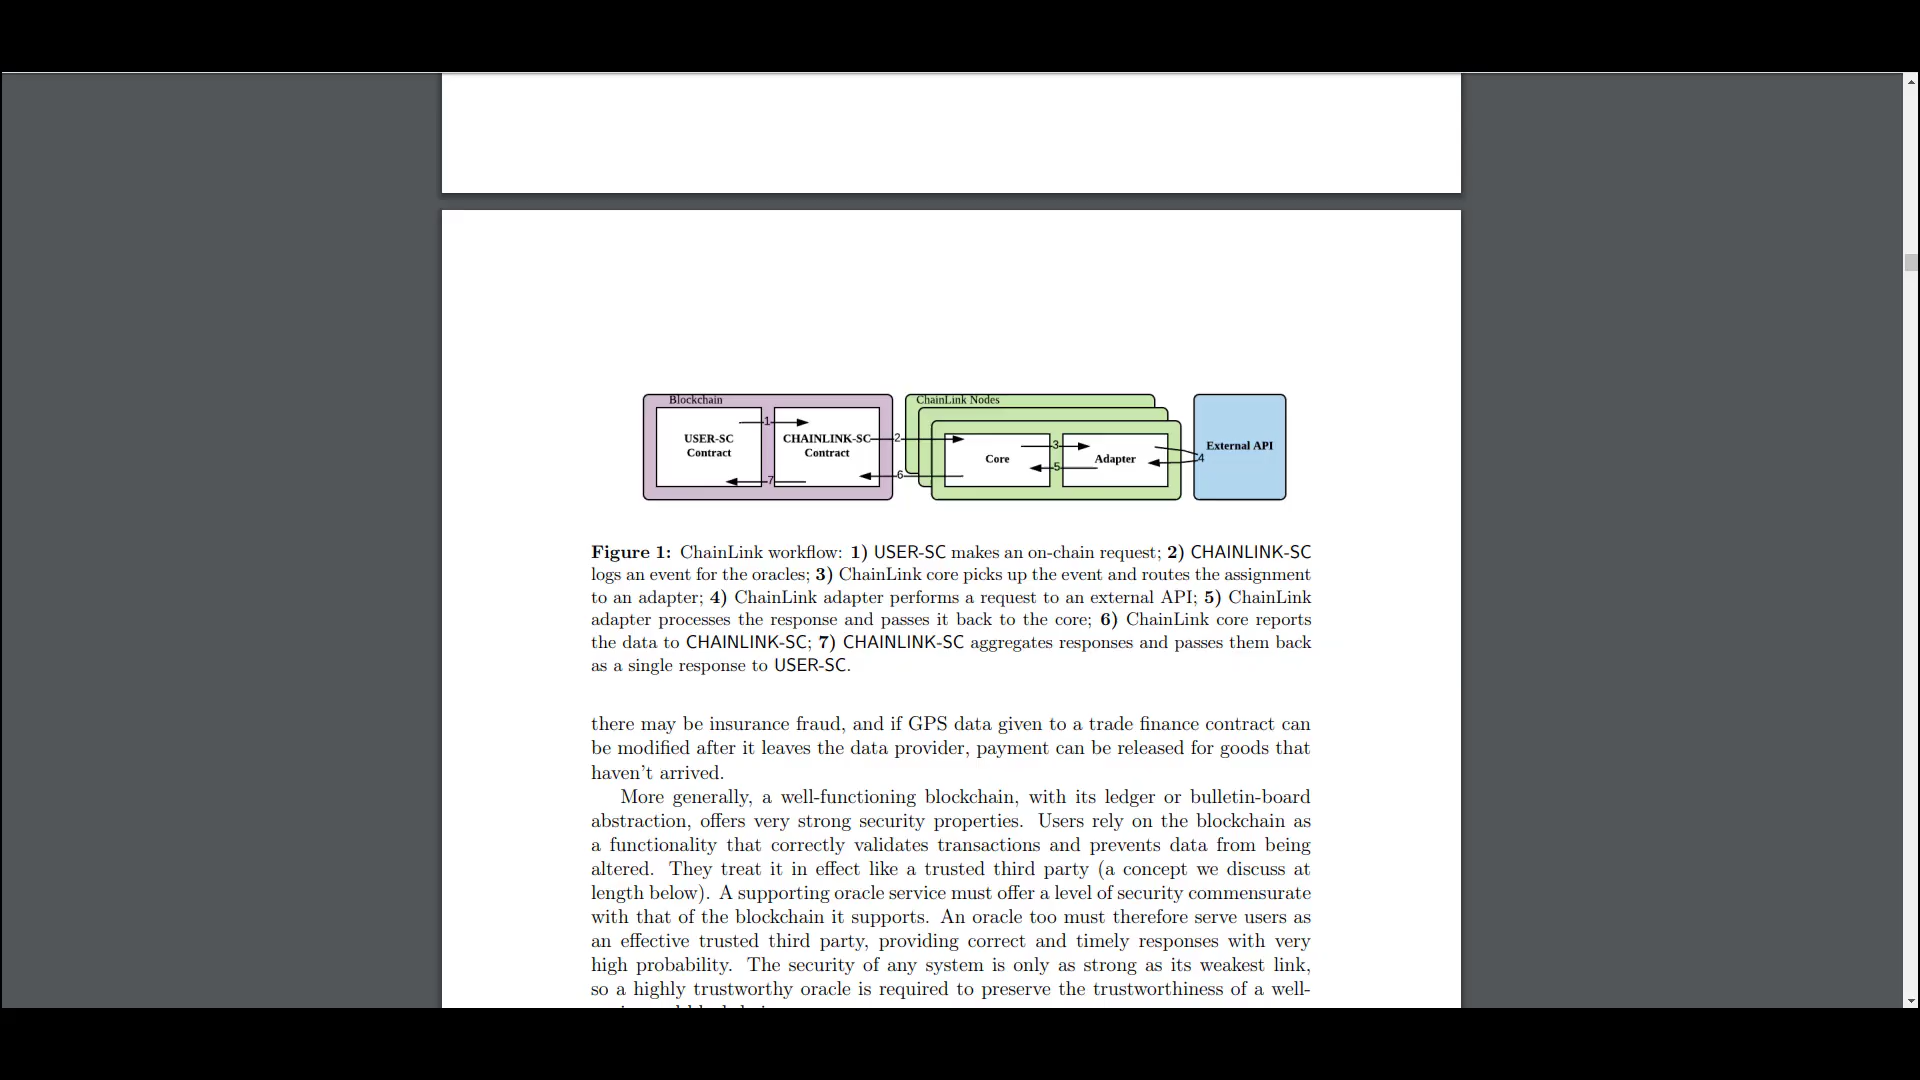 Blockchain
ChainLink Nodes
1
USER-SC
Contract
CHAINLINK-SC
Contract
2
3
Core
Adapter
External API
4
5
6
7
Figure 1: ChainLink workflow: 1) USER-SC makes an on-chain request; 2) CHAINLINK-SC
logs an event for the oracles; 3) ChainLink core picks up the event and routes the assignment
to an adapter; 4) ChainLink adapter performs a request to an external API; 5) ChainLink
adapter processes the response and passes it back to the core; 6) ChainLink core reports
the data to CHAINLINK-SC; 7) CHAINLINK-SC aggregates responses and passes them back
as a single response to USER-SC.
there may be insurance fraud, and if GPS data given to a trade finance contract can
be modified after it leaves the data provider, payment can be released for goods that
haven't arrived.
More generally, a well-functioning blockchain, with its ledger or bulletin-board
abstraction, offers very strong security properties. Users rely on the blockchain as
a functionality that correctly validates transactions and prevents data from being
altered. They treat it in effect like a trusted third party (a concept we discuss at
length below). A supporting oracle service must offer a level of security commensurate
with that of the blockchain it supports. An oracle too must therefore serve users as
an effective trusted third party, providing correct and timely responses with very
high probability. The security of any system is only as strong as its weakest link,
so a highly trustworthy oracle is required to preserve the trustworthiness of a well-